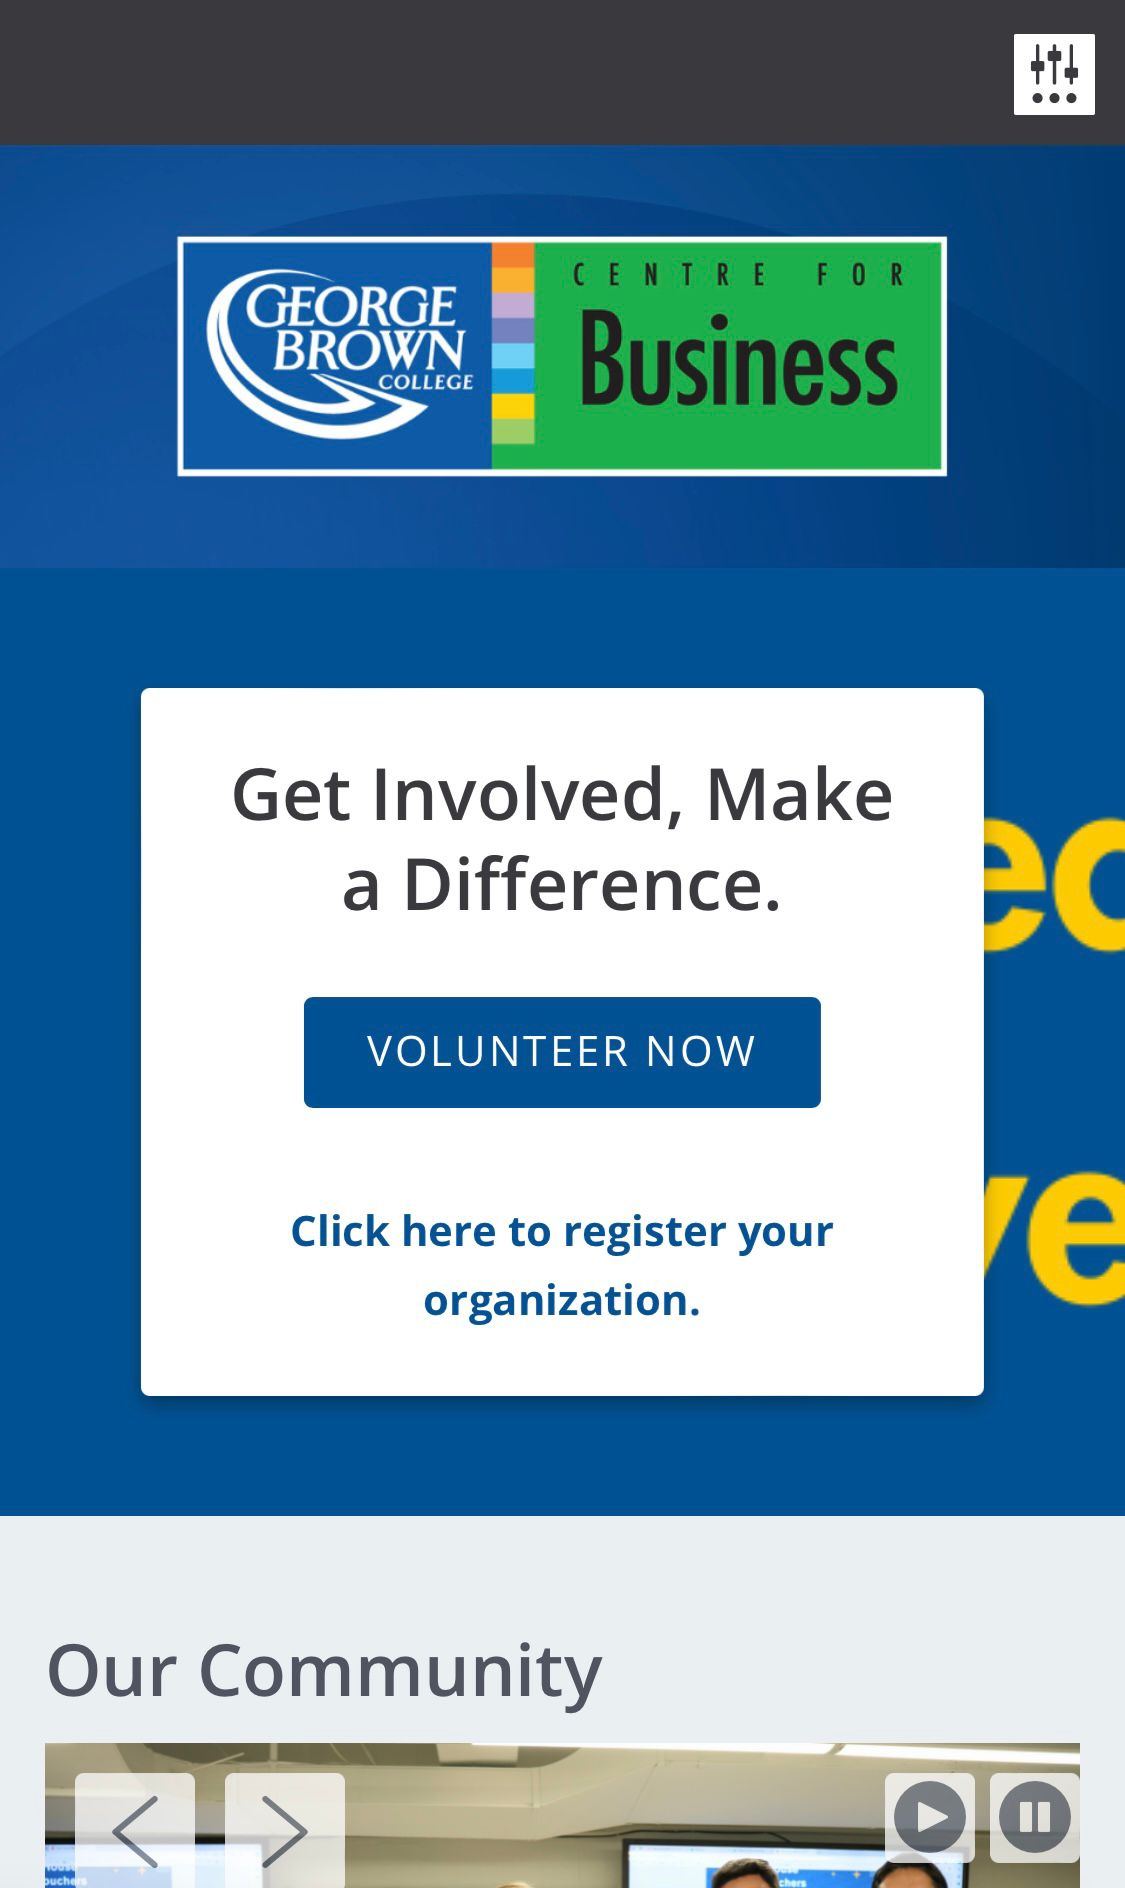 GEORGE
BROWN
COLLEGE
CENTRE FOR
Business
Get Involved, Make
a Difference.
VOLUNTEER NOW
Click here to register your
organization.
Our Community